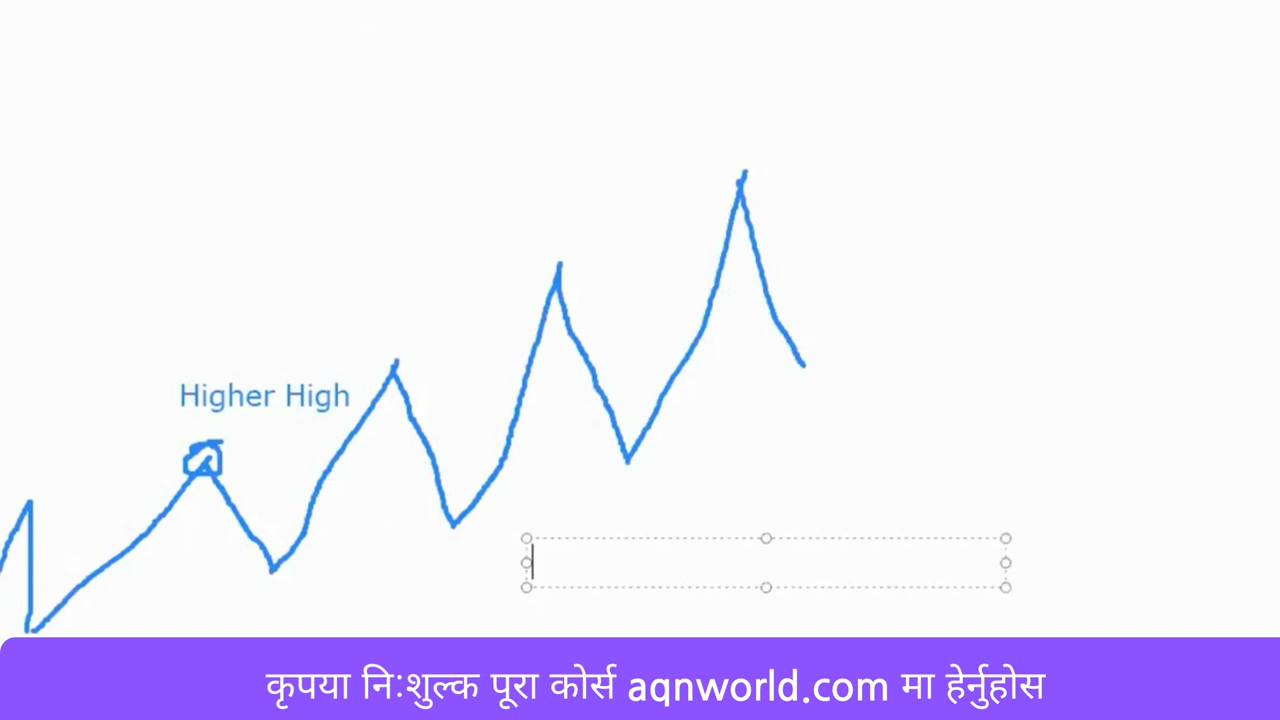 Higher High
कृपया नि:शुल्क पूरा कोर्स aqnworld.com मा हेर्नुहोस